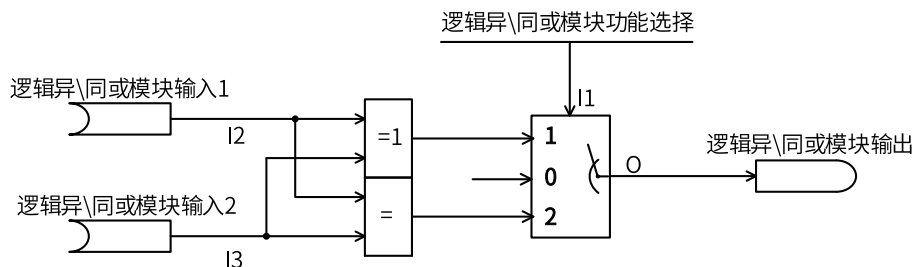 逻辑异\同或模块功能选择
I1
逻辑异\同或模块输入1
I2
=1
1
逻辑异\同或模块输出
0
O
逻辑异\同或模块输入2
=
2
I3